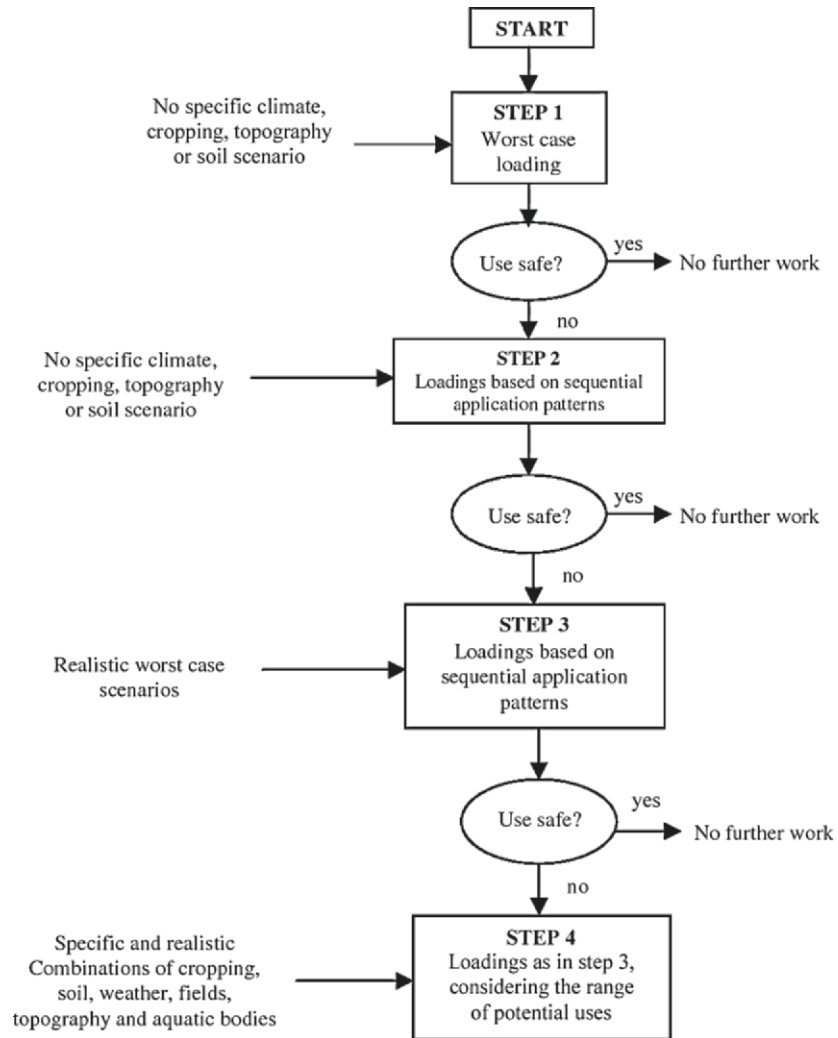 START
No specific climate,
cropping, topography
or soil scenario
STEP 1
Worst case
loading
Use safe?
yes
No further work
no
No specific climate,
cropping, topography
or soil scenario
STEP 2
Loadings based on sequential
application patterns
Use safe?
yes
No further work
no
Realistic worst case
scenarios
STEP 3
Loadings based on
sequential application
patterns
Use safe?
yes
No further work
no
Specific and realistic
Combinations of cropping,
soil, weather, fields,
topography and aquatic bodies
STEP 4
Loadings as in step 3,
considering the range
of potential uses